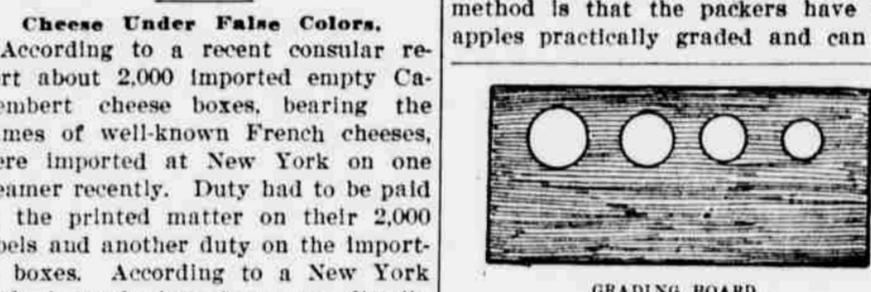 Cheese Under False Colors.
According to a recent consular re-
rt about 2,000 imported empty Ca-
embert cheese boxes, bearing the
mes of well-known French cheeses,
ere imported at New York on one
eamer recently. Duty had to be paid
the printed matter on their 2,000
bels and another duty on the import-
boxes. According to a New York
method is that the packers have
apples practically graded and can
GRADING BOARD